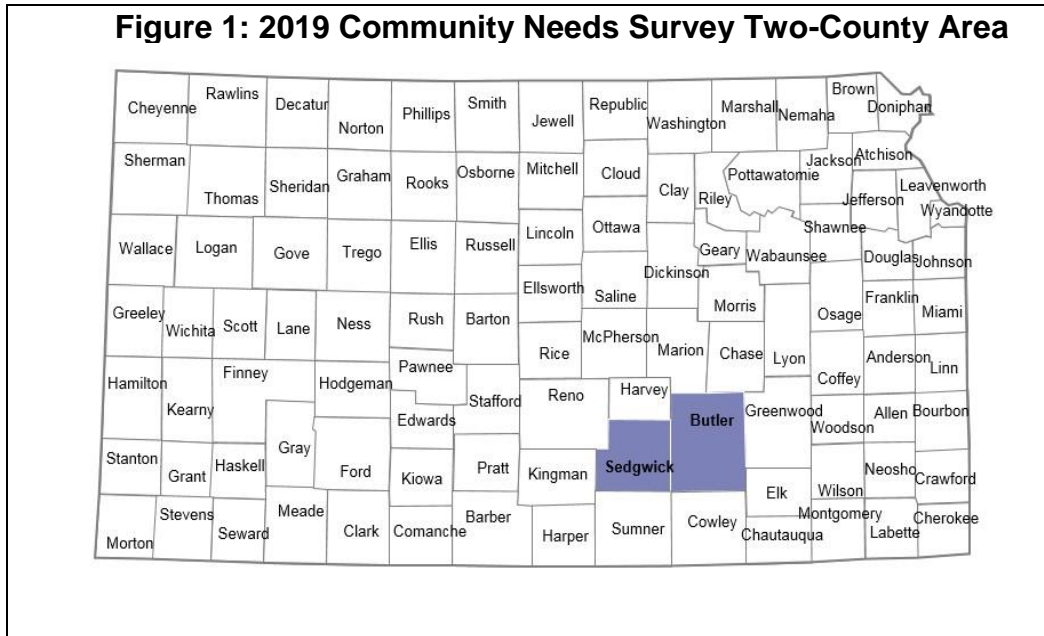 Figure 1: 2019 Community Needs Survey Two-County Area
Cheyenne
Rawlins
Decatur
Norton
Phillips
Smith
Jewell
Republic
Washington
Marshall
Nemaha
Brown
Doniphan
Sherman
Thomas
Sheridan
Graham
Rooks
Osborne
Mitchell
Cloud
Clay
Riley
Pottawatomie
Jackson
Atchison
Jefferson
Leavenworth
Wyandotte
Wallace
Logan
Gove
Trego
Ellis
Russell
Lincoln
Ottawa
Dickinson
Geary
Wabaunsee
Shawnee
Douglas
Johnson
Ellsworth
Saline
Morris
Osage
Franklin
Miami
Greeley
Wichita
Scott
Lane
Ness
Rush
Barton
Rice
McPherson
Marion
Chase
Lyon
Coffey
Anderson
Linn
Hamilton
Kearny
Finney
Hodgeman
Pawnee
Edwards
Stafford
Reno
Harvey
Butler
Greenwood
Woodson
Allen
Bourbon
Stanton
Grant
Haskell
Gray
Ford
Kiowa
Pratt
Kingman
Sedgwick
Elk
Wilson
Neosho
Crawford
Morton
Stevens
Seward
Meade
Clark
Comanche
Barber
Harper
Sumner
Cowley
Chautauqua
Montgomery
Labette
Cherokee